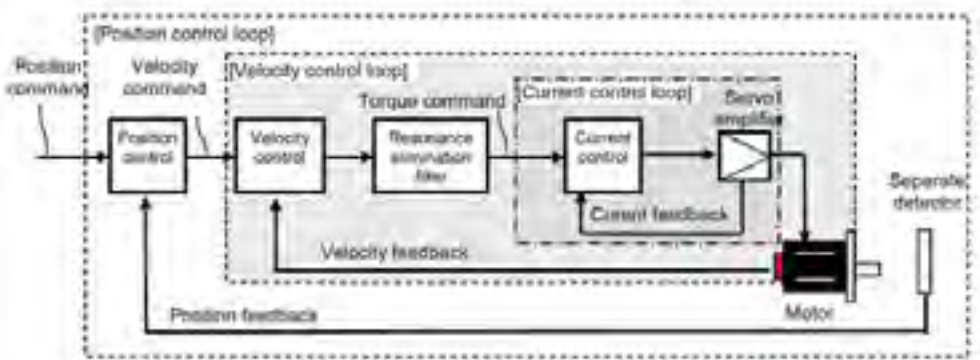 [Position control loop]
Position
command
Velocity
command
[Velocity control loop]
Torque command
[Current control loop]
Servo
amplifier
Position
control
Velocity
control
Resonance
elimination
filter
Current
control
Separate
detector
Current feedback
Velocity feedback
Motor
Position feedback